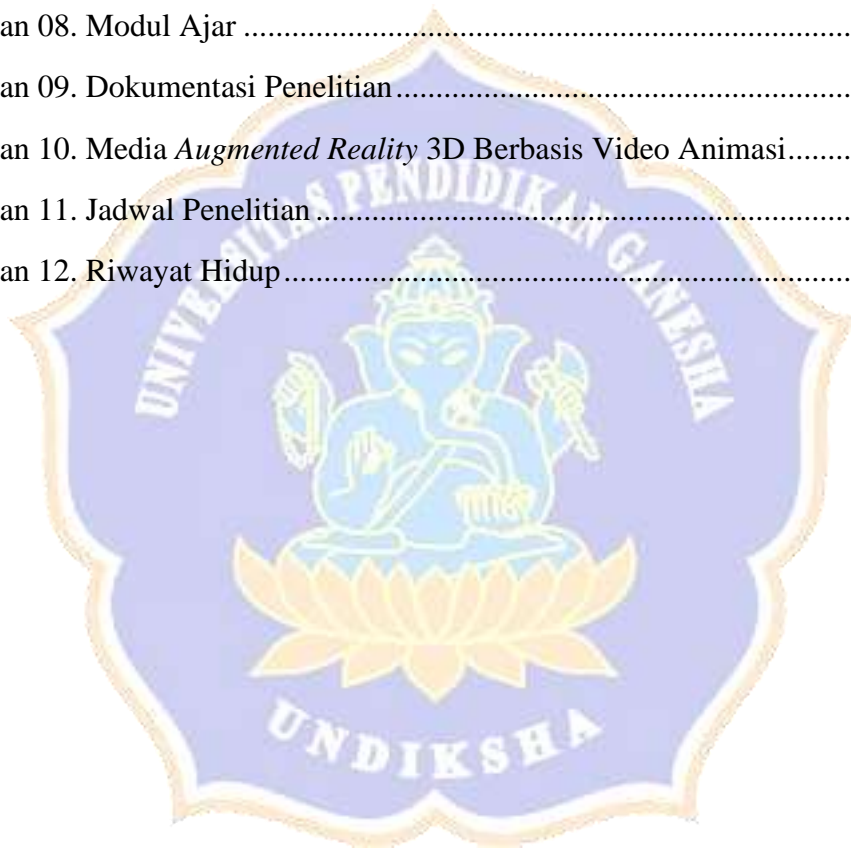 an 08. Modul Ajar ...............................................................................
an 09. Dokumentasi Penelitian ...........................................................
an 10. Media Augmented Reality 3D Berbasis Video Animasi........
an 11. Jadwal Penelitian .....................................................................
an 12. Riwayat Hidup .........................................................................
UNIVERSITAS PENDIDIKAN GANESHA
UNDIKSHA